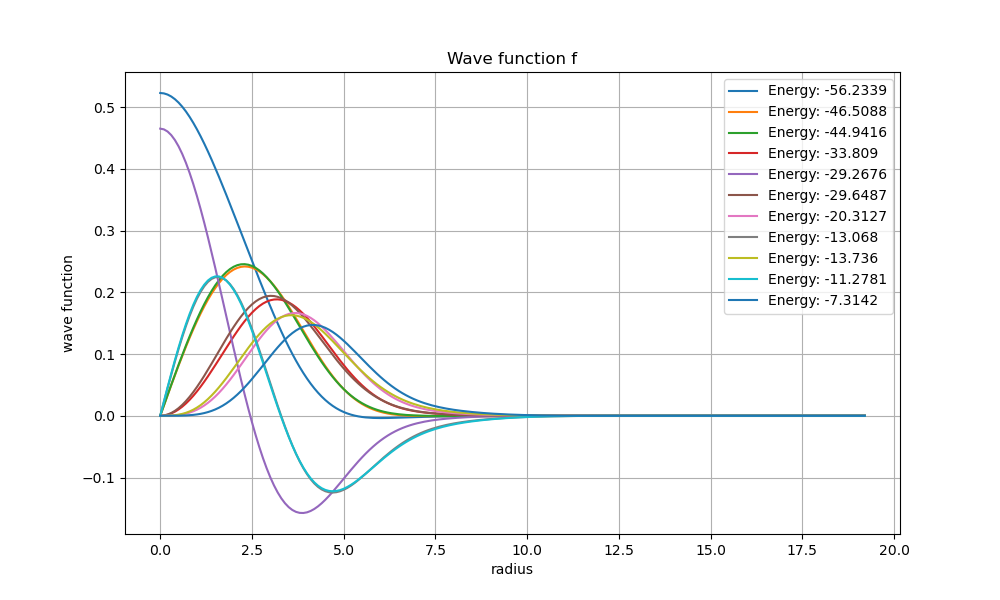 Wave function f
wave function
0.5
0.4
0.3
0.2
0.1
0.0
−0.1
Energy: -56.2339
Energy: -46.5088
Energy: -44.9416
Energy: -33.809
Energy: -29.2676
Energy: -29.6487
Energy: -20.3127
Energy: -13.068
Energy: -13.736
Energy: -11.2781
Energy: -7.3142
0.0 2.5 5.0 7.5 10.0 12.5 15.0 17.5 20.0
radius